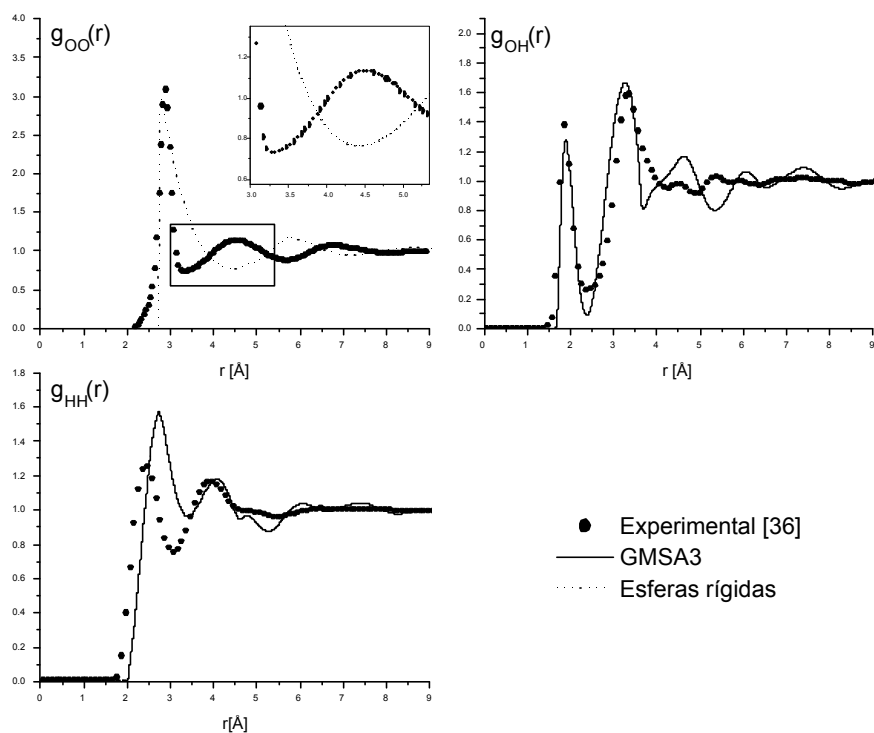 g_OO(r)
4.0
3.5
3.0
2.5
2.0
1.5
1.0
0.5
0.0
0 1 2 3 4 5 6 7 8 9
r [Å]
1.2
1.0
0.8
0.6
3.0 3.5 4.0 4.5 5.0
g_OH(r)
2.0
1.8
1.6
1.4
1.2
1.0
0.8
0.6
0.4
0.2
0.0
0 1 2 3 4 5 6 7 8 9
r [Å]
g_HH(r)
1.8
1.6
1.4
1.2
1.0
0.8
0.6
0.4
0.2
0.0
0 1 2 3 4 5 6 7 8 9
r[Å]
Experimental [36]
GMSA3
Esferas rígidas